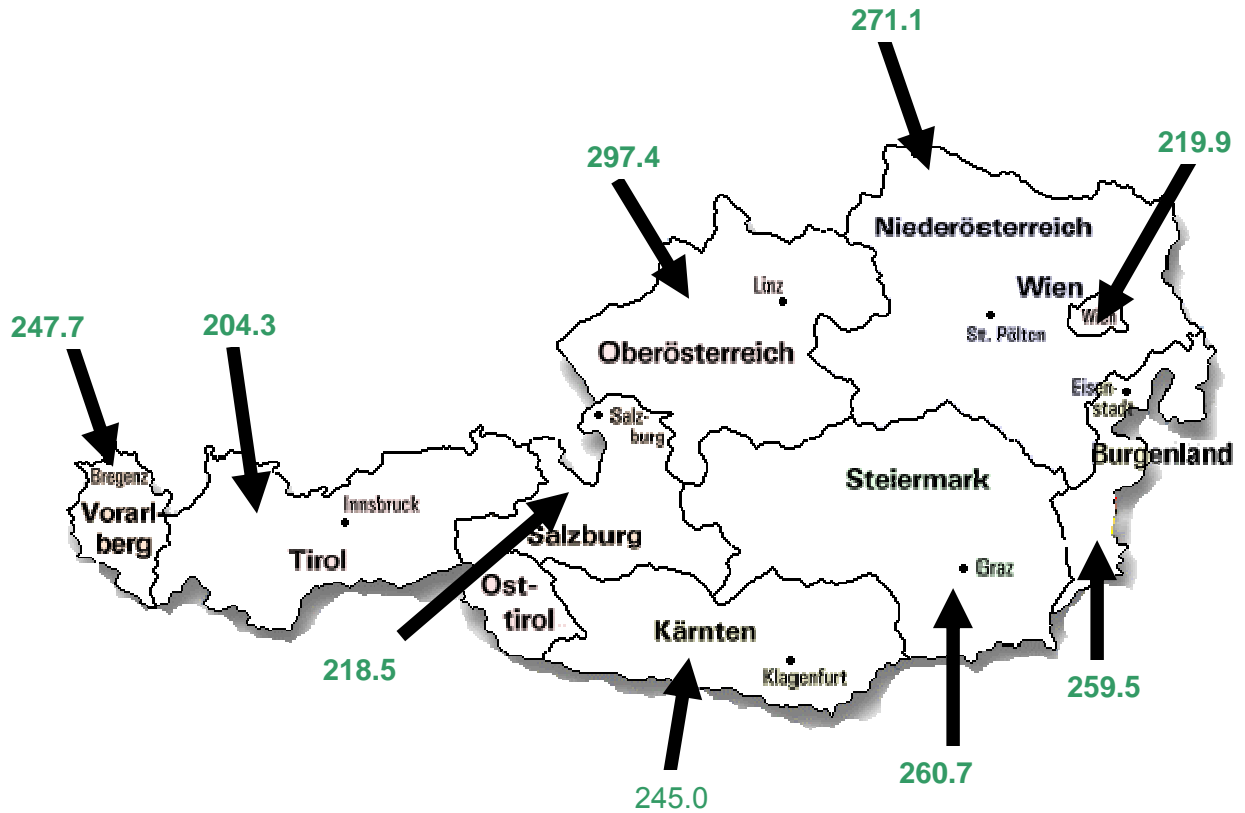 271.1
297.4
219.9
Niederösterreich
Linz
Wien
Wien
247.7
204.3
St. Pölten
Oberösterreich
Eisen-
stadt
Salz-
burg
Burgenland
Bregenz
Steiermark
Innsbruck
Vorarl-
berg
Salzburg
Tirol
Graz
Ost-
tirol
Kärnten
218.5
Klagenfurt
259.5
260.7
245.0